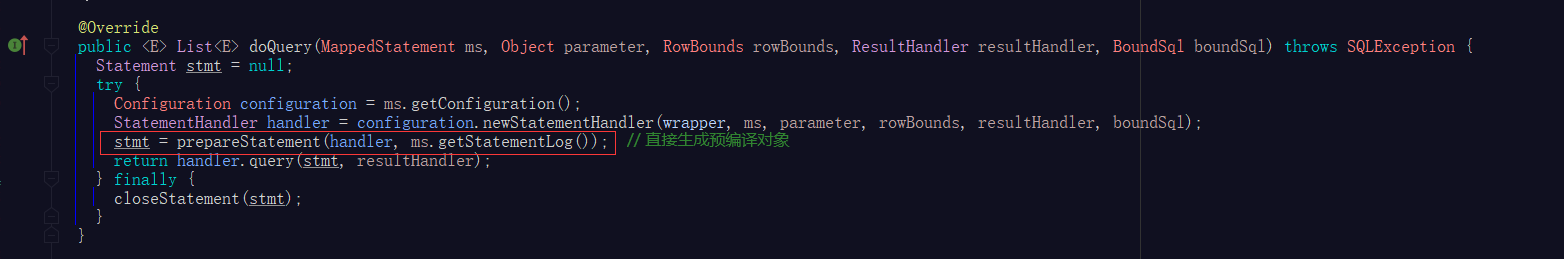 @Override
public <E> List<E> doQuery(MappedStatement ms, Object parameter, RowBounds rowBounds, ResultHandler resultHandler, BoundSql boundSql) throws SQLException {
Statement stmt = null;
try {
Configuration configuration = ms.getConfiguration();
StatementHandler handler = configuration.newStatementHandler(wrapper, ms, parameter, rowBounds, resultHandler, boundSql);
stmt = prepareStatement(handler, ms.getStatementLog()); // 直接生成预编译对象
return handler.query(stmt, resultHandler);
} finally {
closeStatement(stmt);
}
}